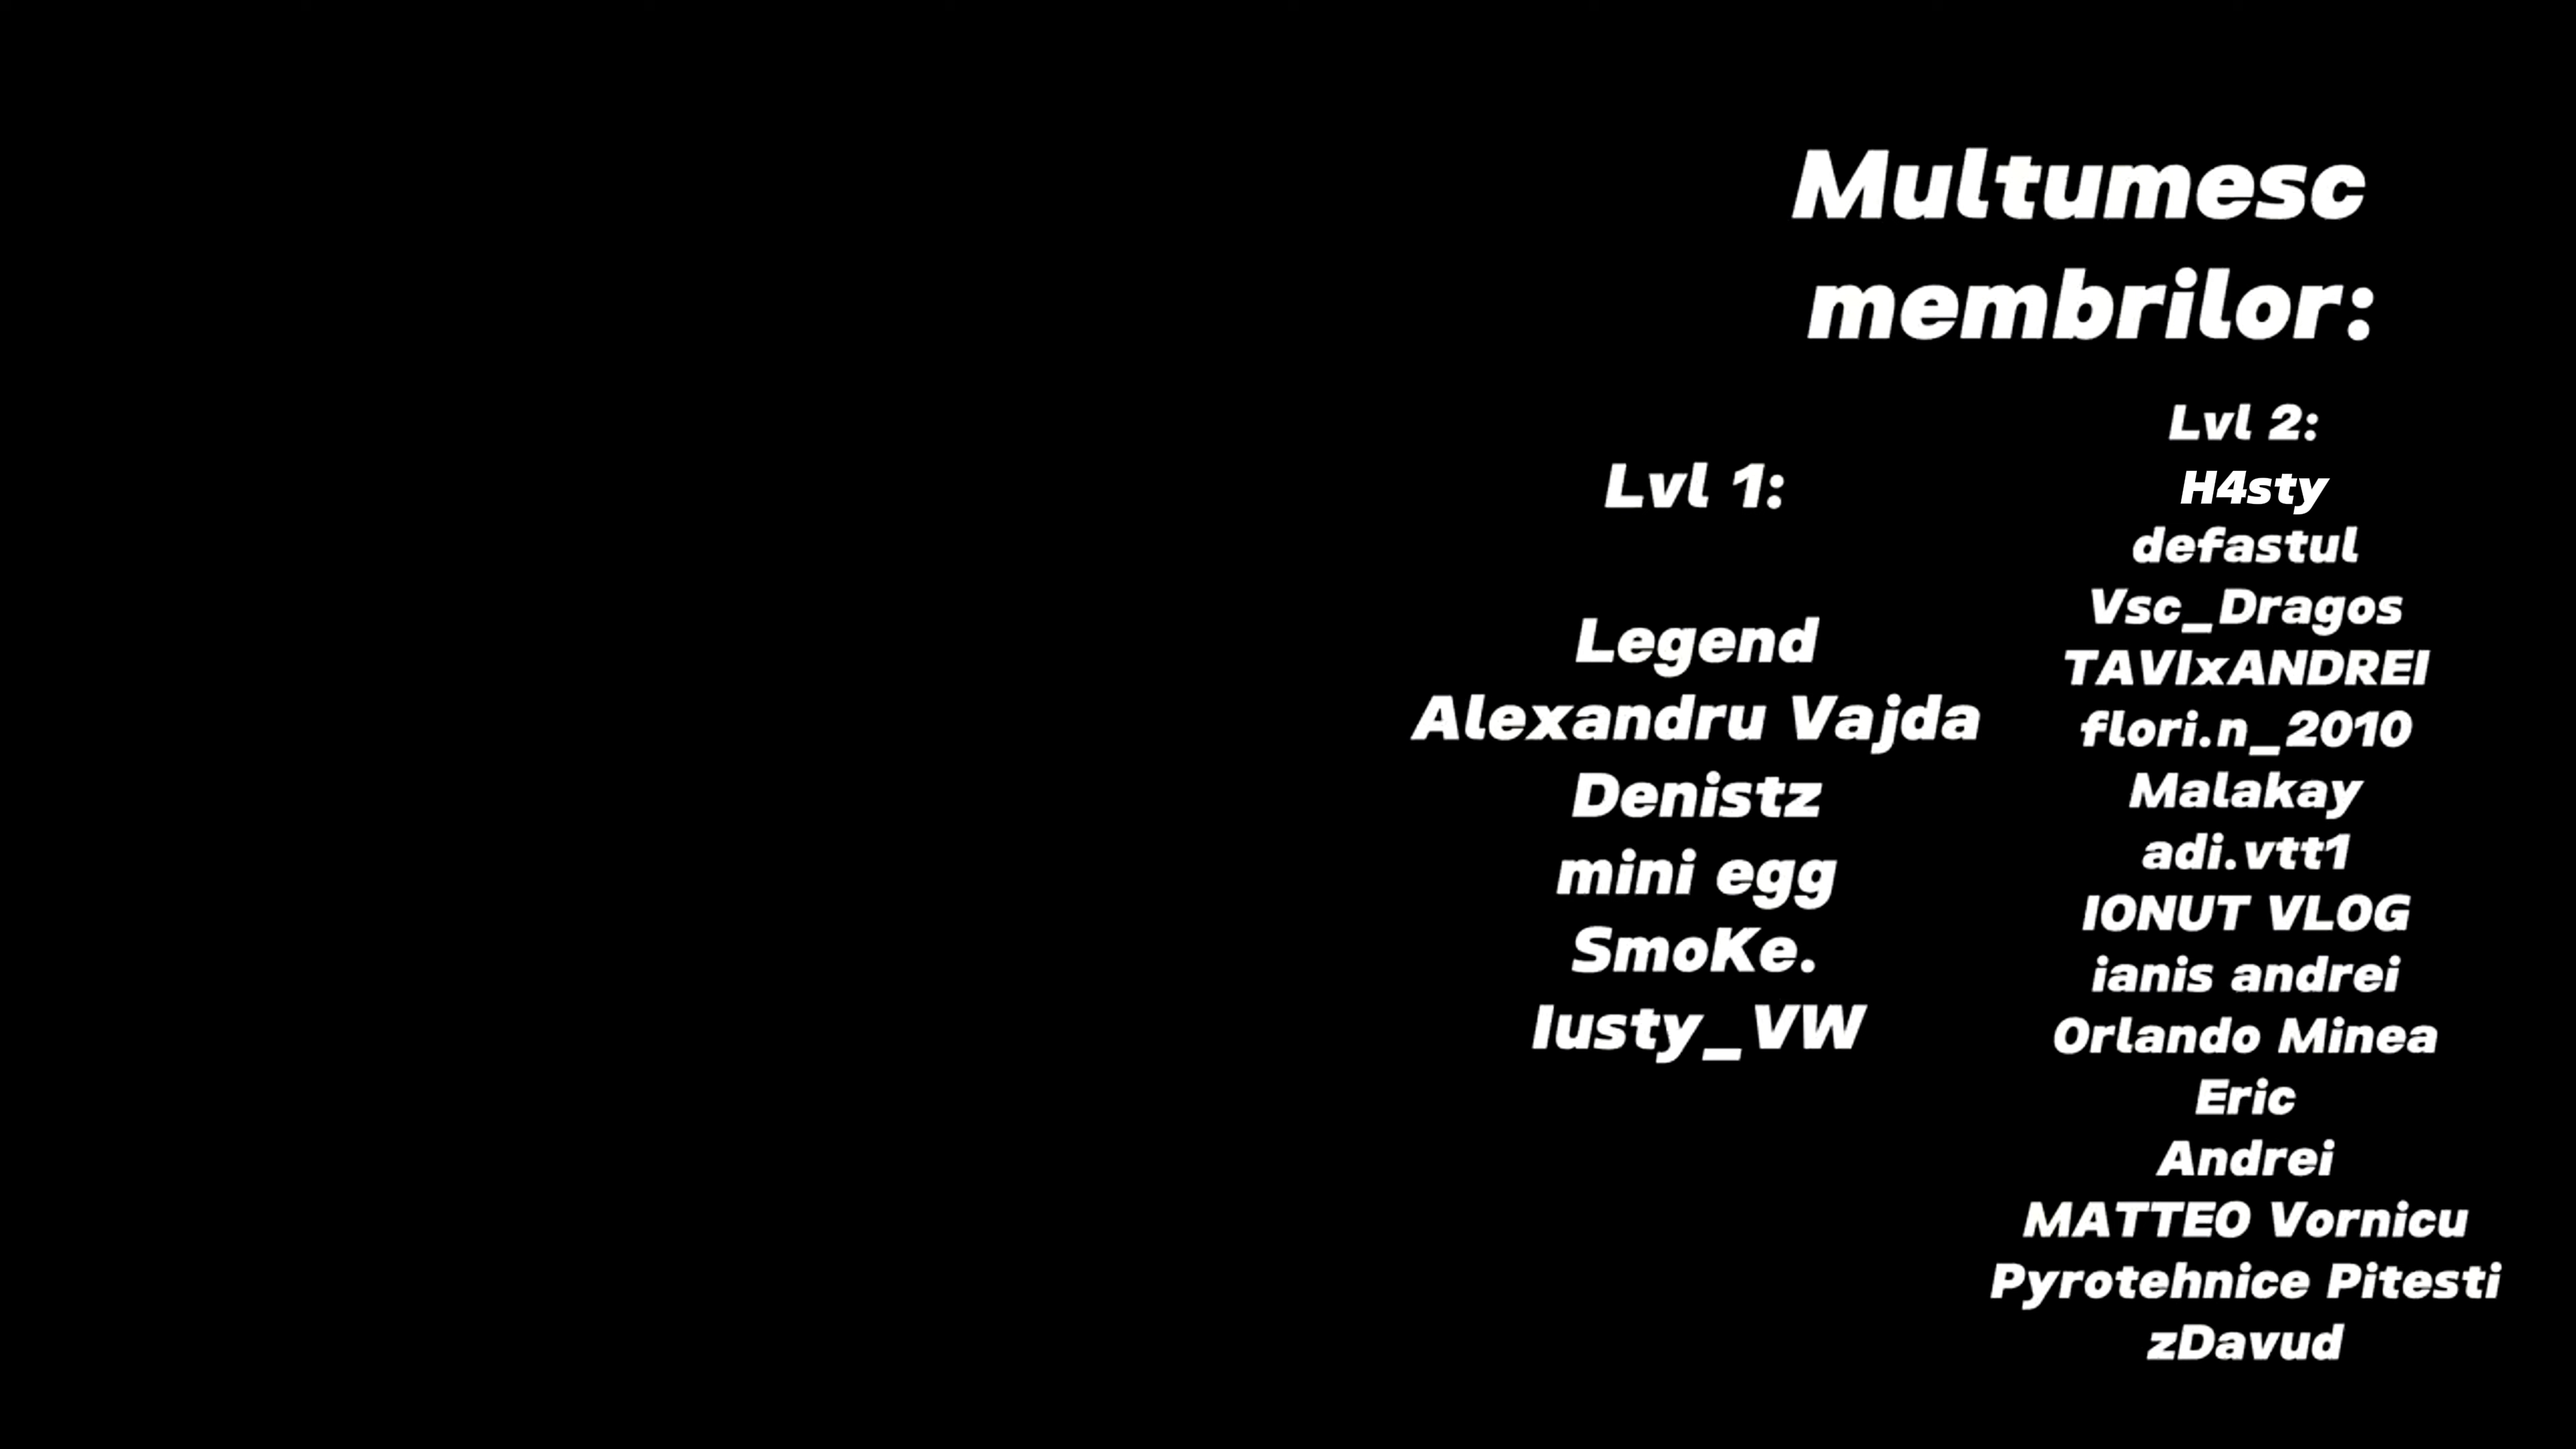 Multumesc
membrilor:
Lvl 1:
Legend
Alexandru Vajda
Denistz
mini egg
SmoKe.
Iusty_VW
Lvl 2:
H4sty
defastul
Vsc_Dragos
TAVIxANDREI
flori.n_2010
Malakay
adi.vtt1
IONUT VLOG
ianis andrei
Orlando Minea
Eric
Andrei
MATTEO Vornicu
Pyrotehnice Pitesti
zDavud